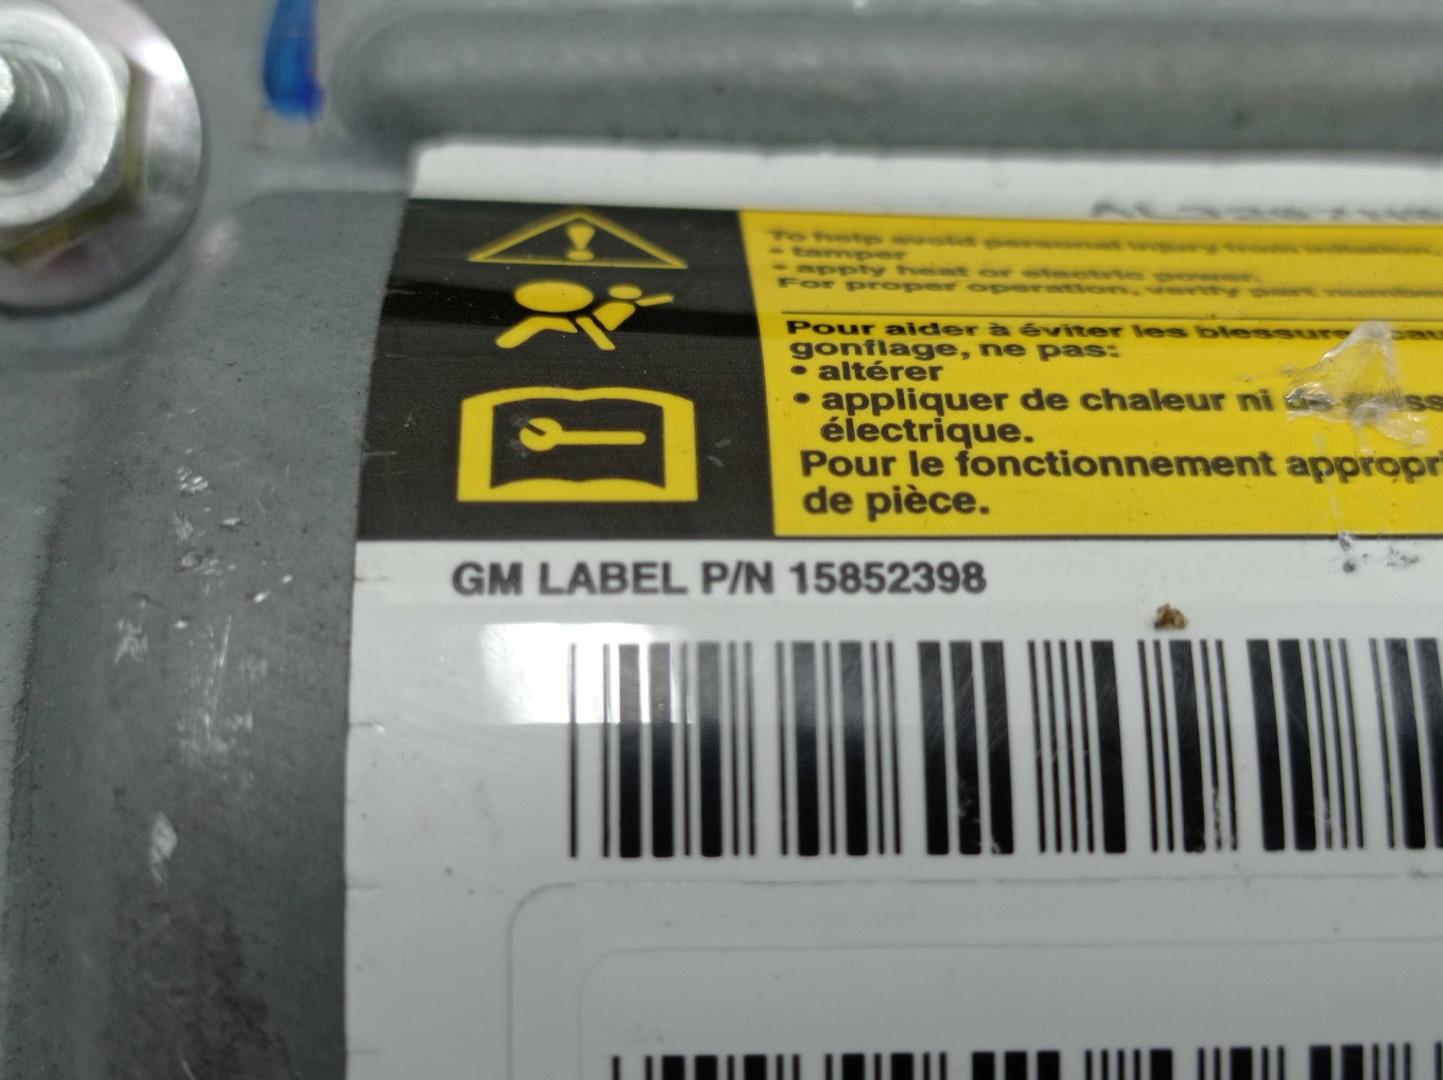 To help avoid personal injury from inflation
• tamper
• apply heat or electric power.
For proper operation, verify part number
Pour aider à éviter les blessures
gonflage, ne pas:
• altérer
• appliquer de chaleur ni
électrique.
Pour le fonctionnement appropri
de pièce.
GM LABEL P/N 15852398